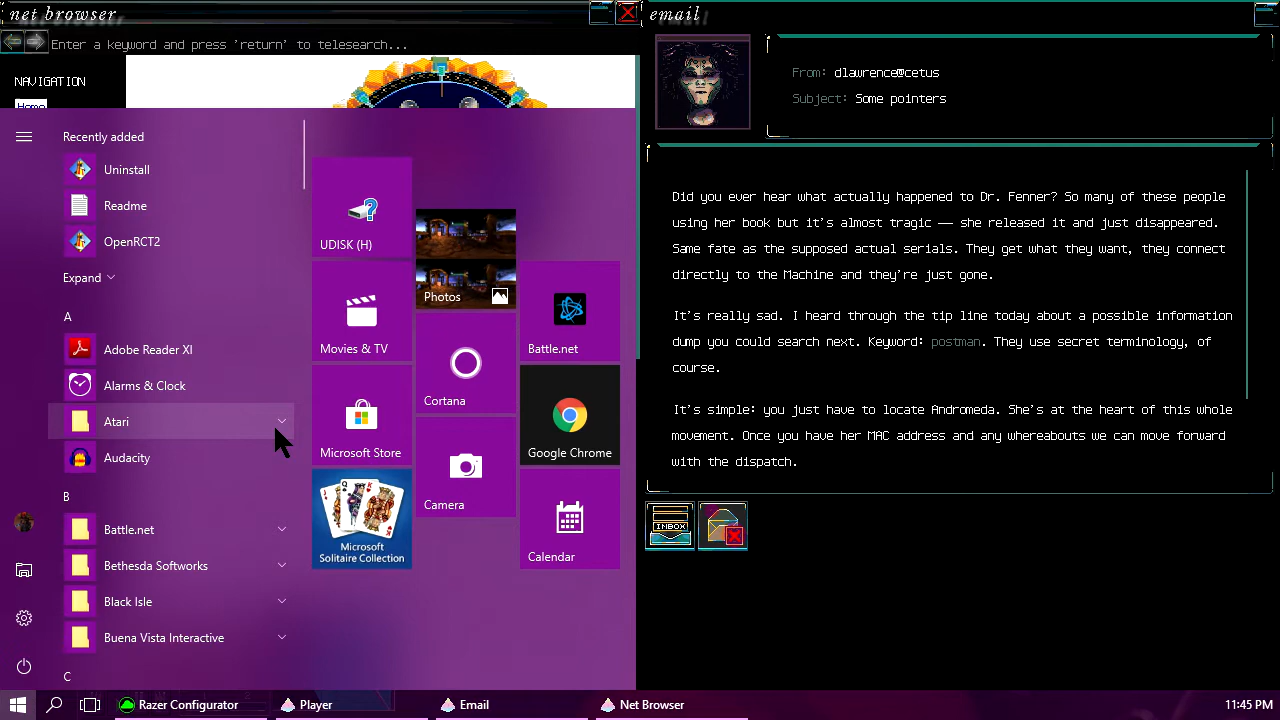 net browser
Enter a keyword and press 'return' to telesearch...
NAVIGATION
Home
Recently added
Uninstall
Readme
OpenRCT2
Expand
A
Adobe Reader XI
Alarms & Clock
Atari
Audacity
B
Battle.net
Bethesda Softworks
Black Isle
Buena Vista Interactive
C
UDISK (H)
Photos
Movies & TV
Battle.net
Cortana
Microsoft Store
Google Chrome
Camera
Microsoft
Solitaire Collection
Calendar
email
From: dlawrence@cetus
Subject: Some pointers
Did you ever hear what actually happened to Dr. Fenner? So many of these people
using her book but it's almost tragic — she released it and just disappeared.
Same fate as the supposed actual serials. They get what they want, they connect
directly to the Machine and they're just gone.
It's really sad. I heard through the tip line today about a possible information
dump you could search next. Keyword: postman. They use secret terminology, of
course.
It's simple: you just have to locate Andromeda. She's at the heart of this whole
movement. Once you have her MAC address and any whereabouts we can move forward
with the dispatch.
INBOX
Razer Configurator
Player
Email
Net Browser
11:45 PM